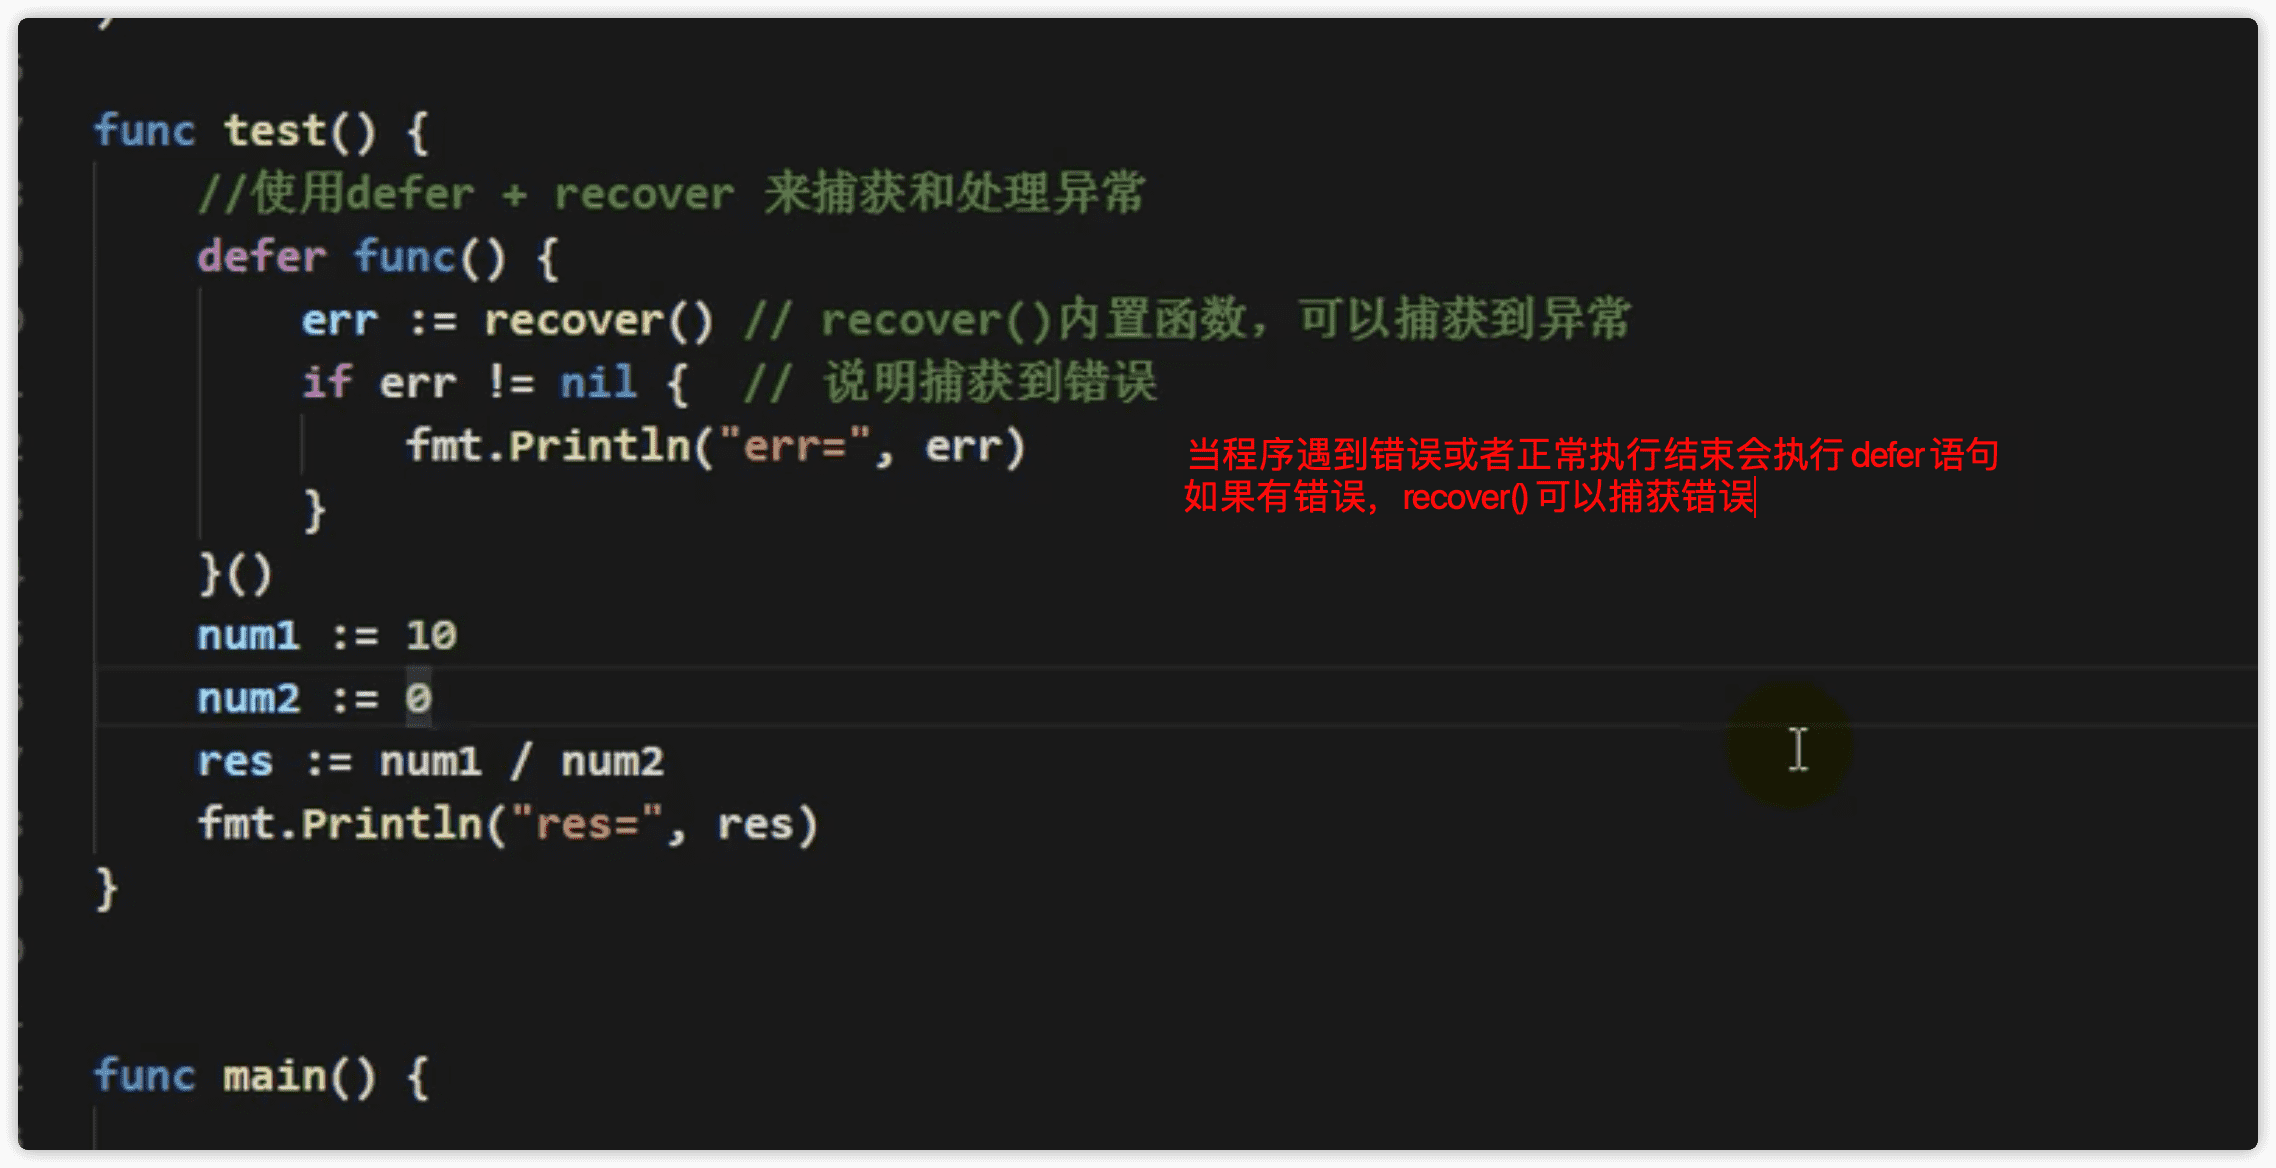 func test() {
//使用defer + recover 来捕获和处理异常
defer func() {
err := recover() // recover()内置函数，可以捕获到异常
if err != nil {  // 说明捕获到错误
fmt.Println("err=", err)
当程序遇到错误或者正常执行结束会执行 defer 语句
如果有错误，recover() 可以捕获错误
}
}()
num1 := 10
num2 := 0
res := num1 / num2
fmt.Println("res=", res)
}
func main() {